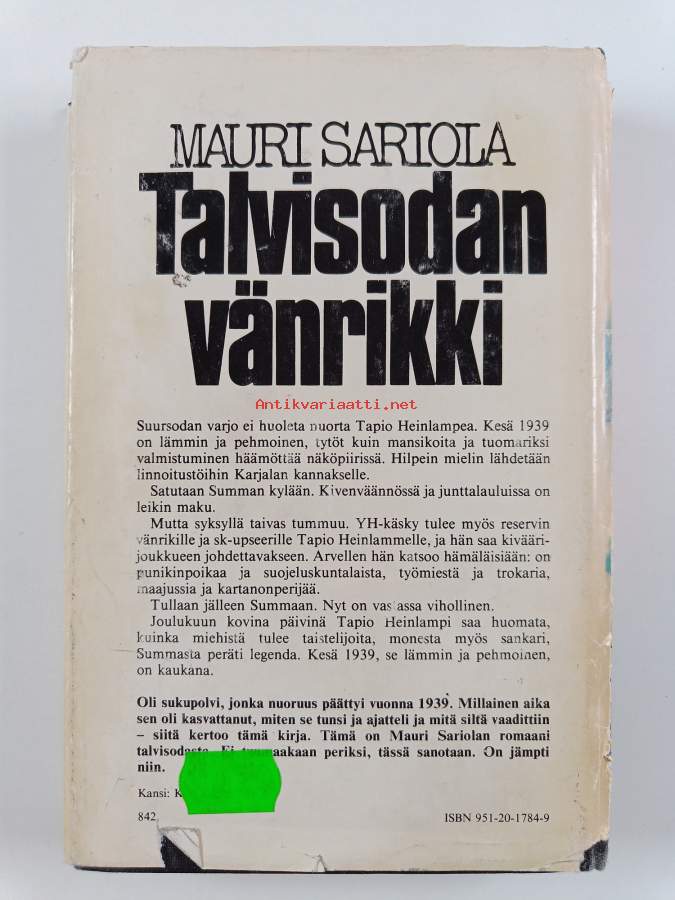 MAURI SARIOLA
Talvisodan
vänrikki
Antikvariaatti.net
Suursodan varjo ei huoleta nuorta Tapio Heinlampea. Kesä 1939
on lämmin ja pehmoinen, tytöt kuin mansikoita ja tuomariksi
valmistuminen häämöttää näköpiirissä. Hilpein mielin lähdetään
linnoitustöihin Karjalan kannakselle.
Satutaan Summan kylään. Kivenväännössä ja junttalauluissa on
leikin maku.
Mutta syksyllä taivas tummuu. YH-käsky tulee myös reservin
vänrikille ja sk-upseerille Tapio Heinlammelle, ja hän saa kivääri-
joukkueen johdettavakseen. Arvellen hän katsoo hämäläisiään: on
punikinpoikaa ja suojeluskuntalaista, työmiestä ja trokaria,
maajussia ja kartanonperijää.
Tullaan jälleen Summaan. Nyt on vastassa vihollinen.
Joulukuun kovina päivinä Tapio Heinlampi saa huomata,
kuinka miehistä tulee taistelijoita, monesta myös sankari,
Summasta peräti legenda. Kesä 1939, se lämmin ja pehmoinen,
on kaukana.
Oli sukupolvi, jonka nuoruus päättyi vuonna 1939. Millainen aika
sen oli kasvattanut, miten se tunsi ja ajatteli ja mitä siltä vaadittiin
– siitä kertoo tämä kirja. Tämä on Mauri Sariolan romaani
talvisodasta. Ei periksi, tässä sanotaan. On jämpti
niin.
Kansi:
842 ISBN 951-20-1784-9